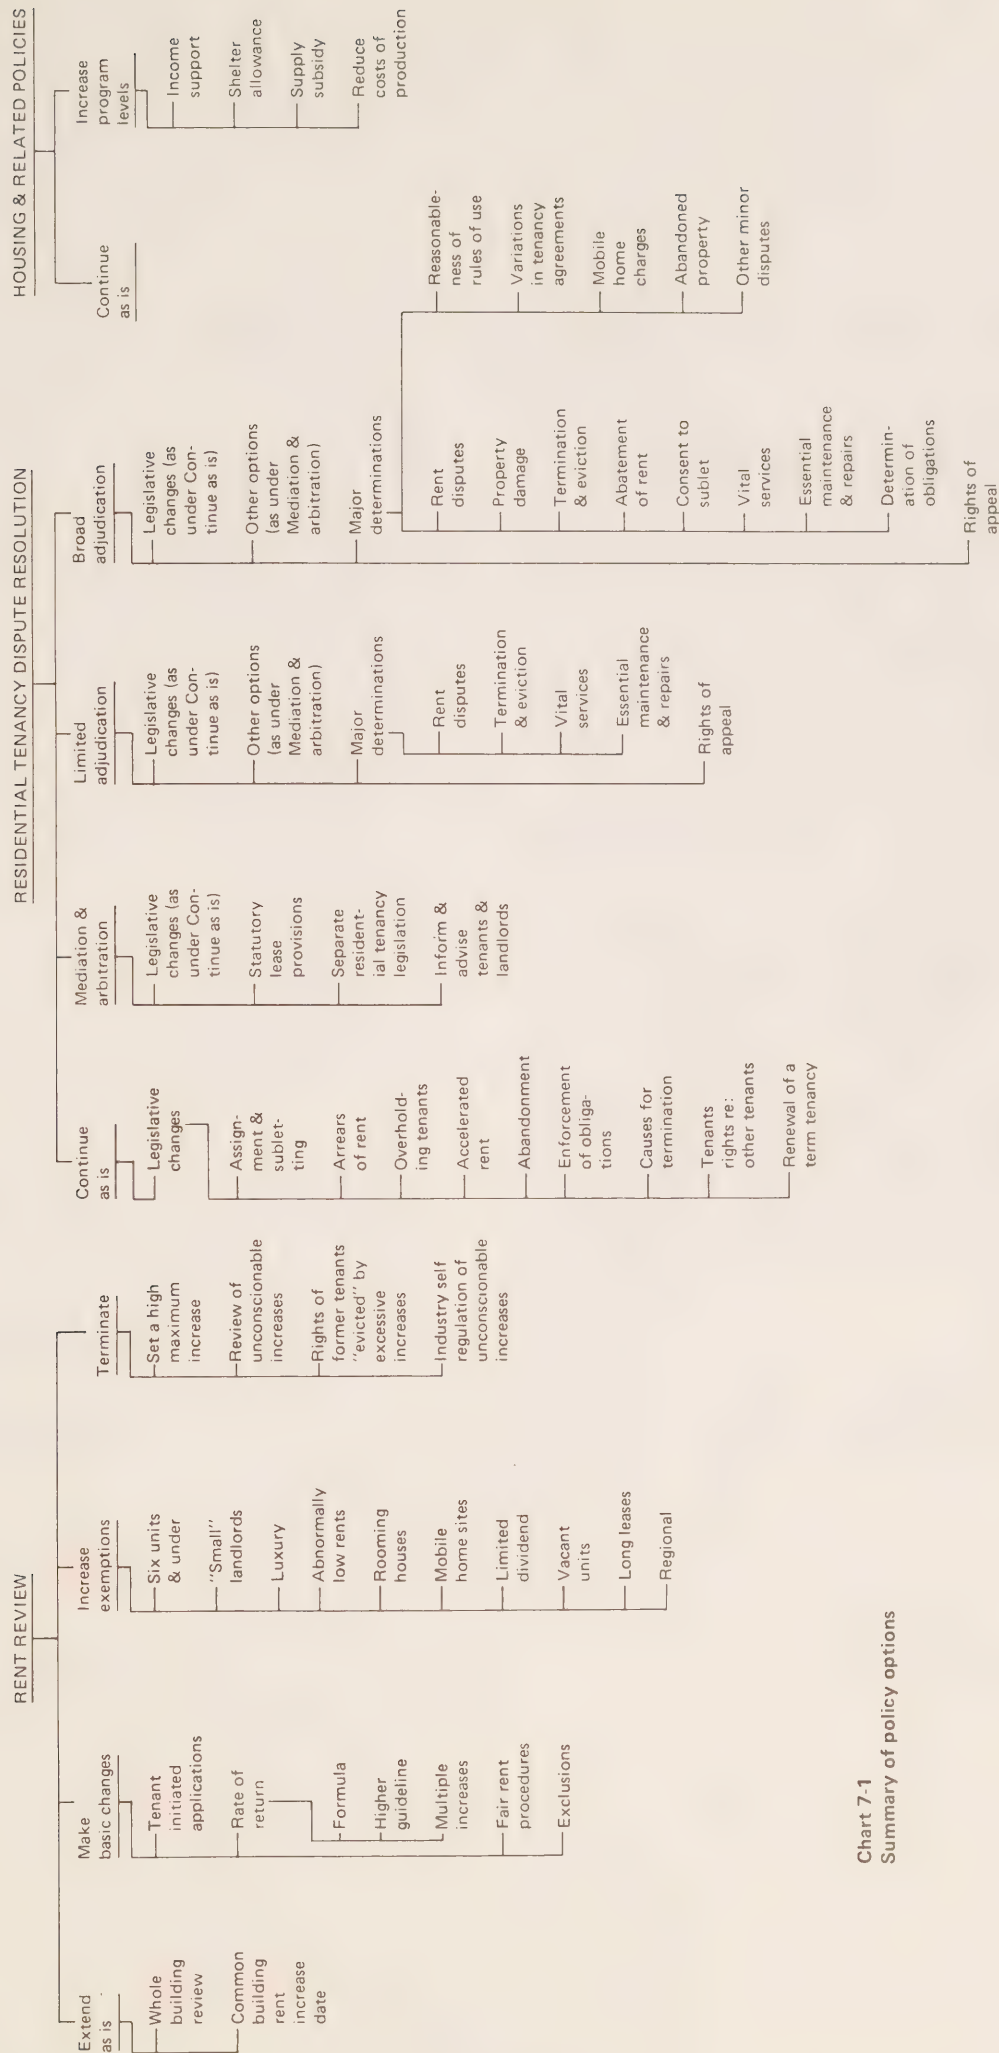 RENT REVIEW
Extend
as is
Whole
building
review
Common
building
rent
increase
date
Make
basic changes
Tenant
initiated
applications
Rate of
return
Formula
Higher
guideline
Multiple
increases
Fair rent
procedures
Exclusions
Increase
exemptions
Six units
& under
"Small"
landlords
Luxury
Abnormally
low rents
Rooming
houses
Mobile
home sites
Limited
dividend
Vacant
units
Long leases
Regional
Terminate
Set a high
maximum
increase
Review of
unconscionable
increases
Rights of
former tenants
"evicted" by
excessive
increases
Industry self
regulation of
unconscionable
increases
RESIDENTIAL TENANCY DISPUTE RESOLUTION
Continue
as is
Legislative
changes
Assign-
ment &
sublet-
ting
Arrears
of rent
Overhold-
ing tenants
Accelerated
rent
Abandonment
Enforcement
of obliga-
tions
Causes for
termination
Tenants
rights re:
other tenants
Renewal of a
term tenancy
Mediation &
arbitration
Legislative
changes (as
under Con-
tinue as is)
Statutory
lease
provisions
Separate
resident-
ial tenancy
legislation
Inform &
advise
tenants &
landlords
Limited
adjudication
Legislative
changes (as
under Con-
tinue as is)
Other options
(as under
Mediation &
arbitration)
Major
determinations
Rent
disputes
Termination
& eviction
Vital
services
Essential
maintenance
& repairs
Rights of
appeal
Broad
adjudication
Legislative
changes (as
under Con-
tinue as is)
Other options
(as under
Mediation &
arbitration)
Major
determinations
Rent
disputes
Property
damage
Termination
& eviction
Abatement
of rent
Consent to
sublet
Vital
services
Essential
maintenance
& repairs
Determin-
ation of
obligations
Rights of
appeal
Reasonable-
ness of
rules of use
Variations
in tenancy
agreements
Mobile
home
charges
Abandoned
property
Other minor
disputes
HOUSING & RELATED POLICIES
Continue
as is
Increase
program
levels
Income
support
Shelter
allowance
Supply
subsidy
Reduce
costs of
production
Chart 7-1
Summary of policy options